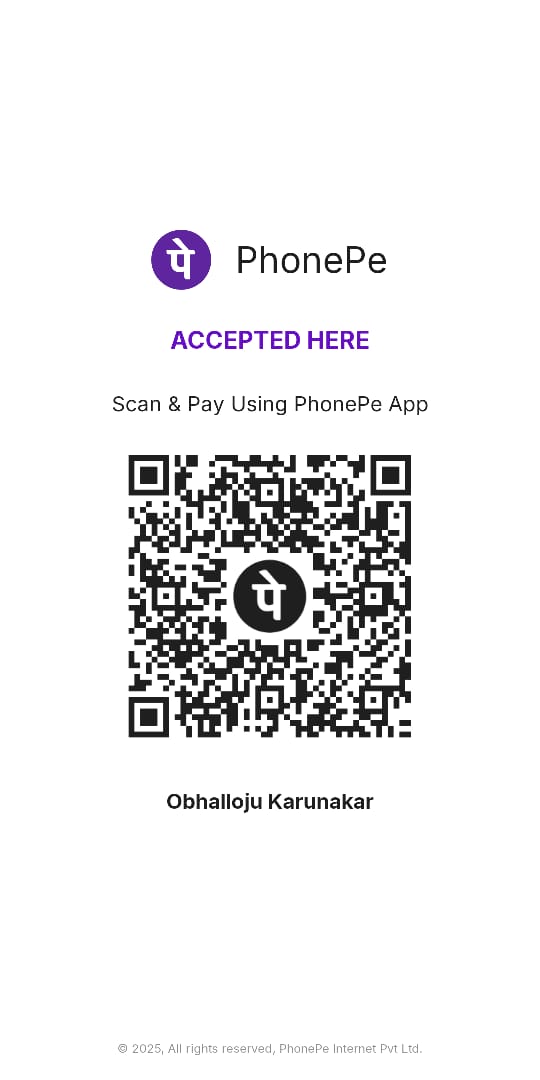 पे PhonePe
ACCEPTED HERE
Scan & Pay Using PhonePe App
पे
Obhalloju Karunakar
© 2025, All rights reserved, PhonePe Internet Pvt Ltd.